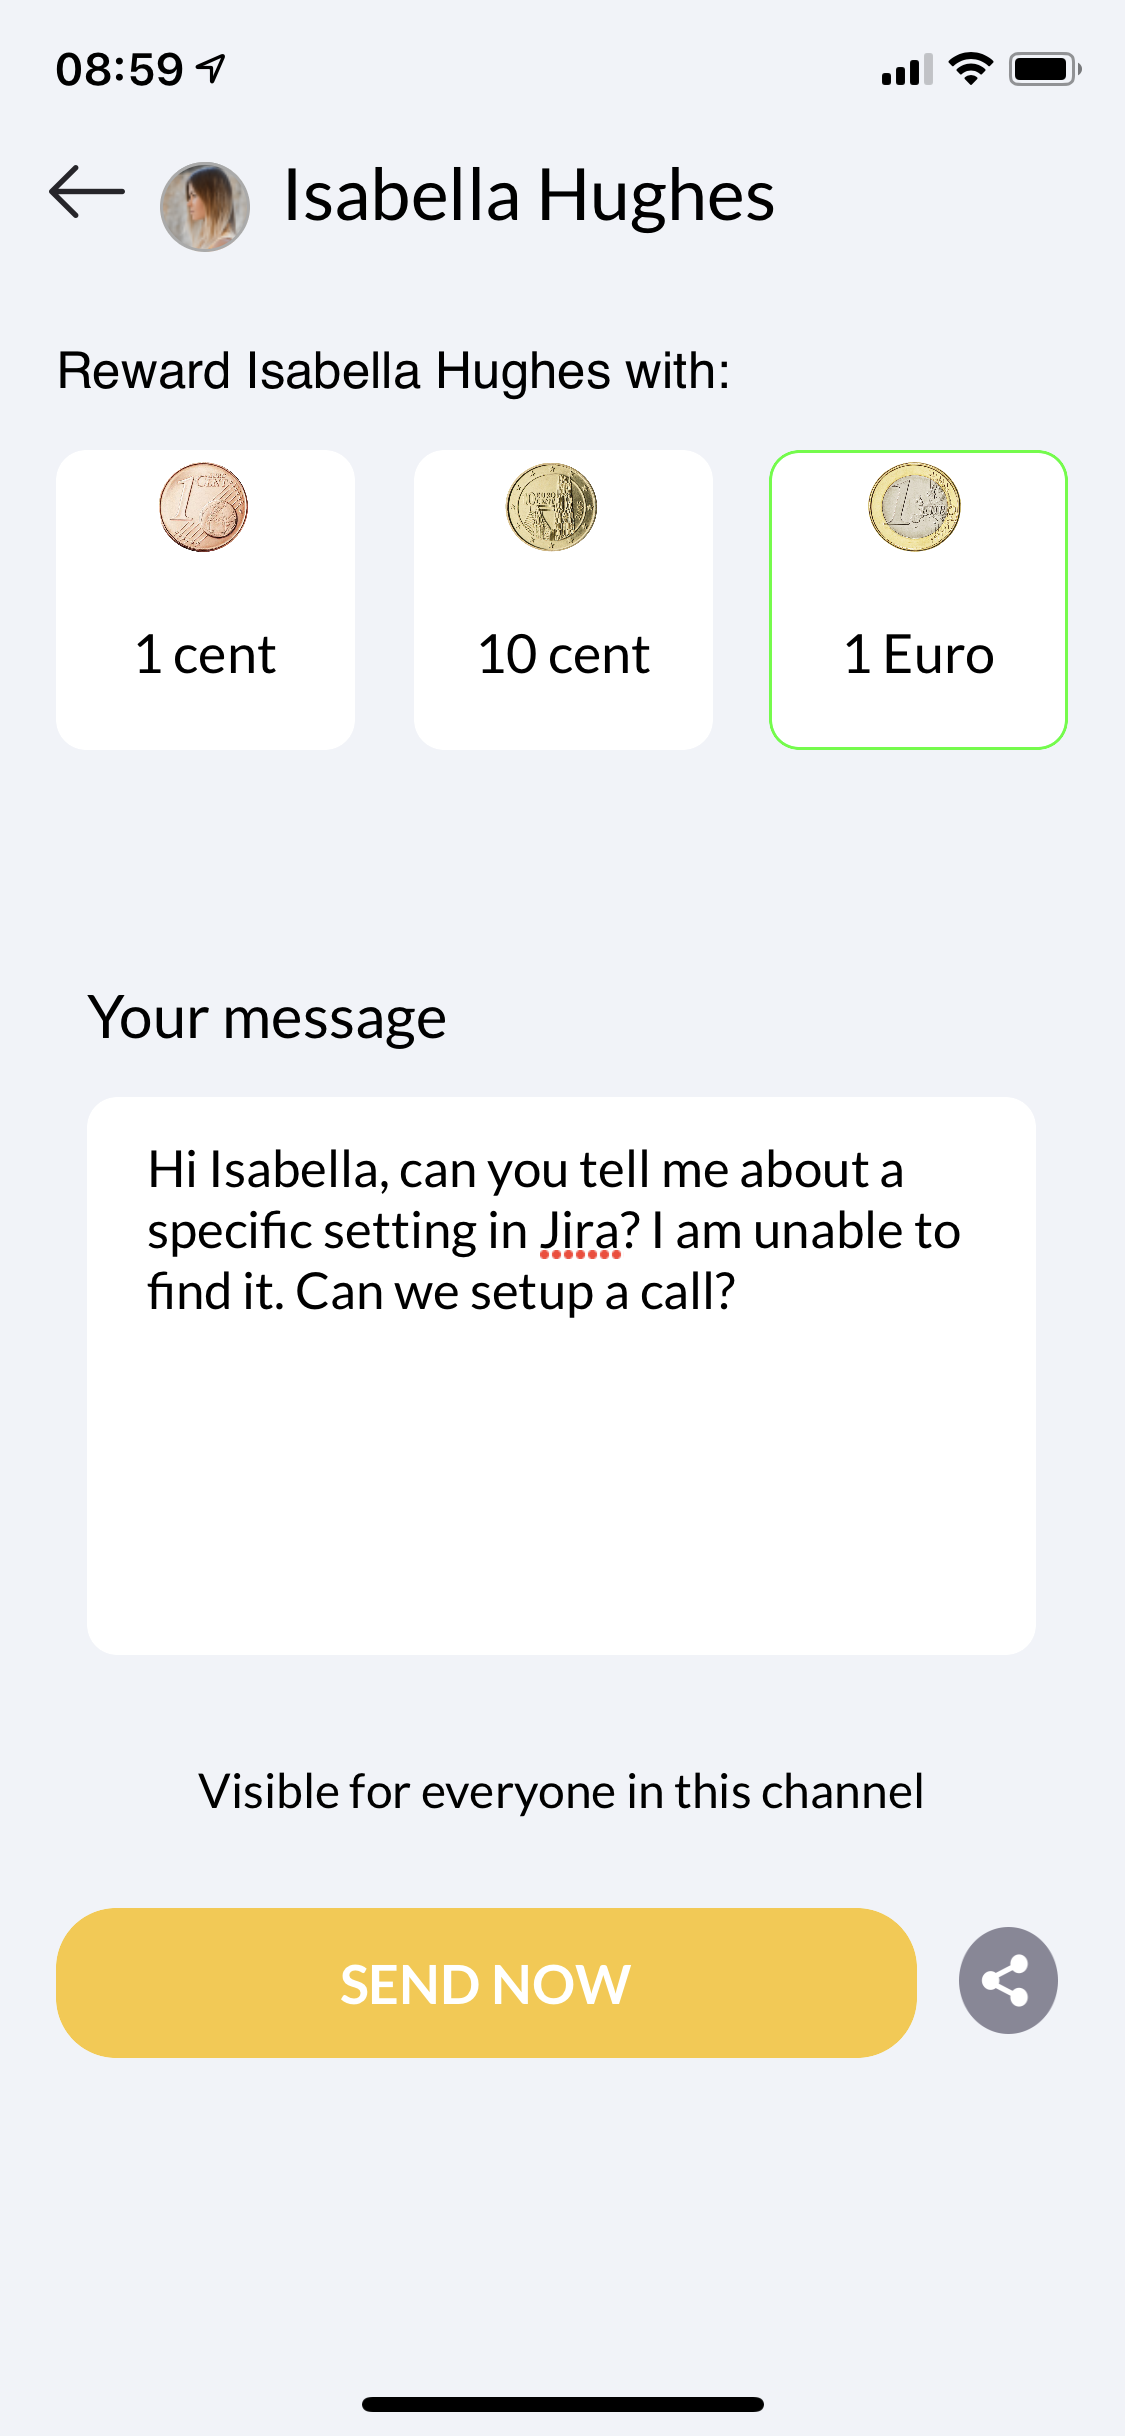 08:59
Isabella Hughes
Reward Isabella Hughes with:
1 cent
10 cent
1 Euro
Your message
Hi Isabella, can you tell me about a
specific setting in Jira? I am unable to
find it. Can we setup a call?
Visible for everyone in this channel
SEND NOW